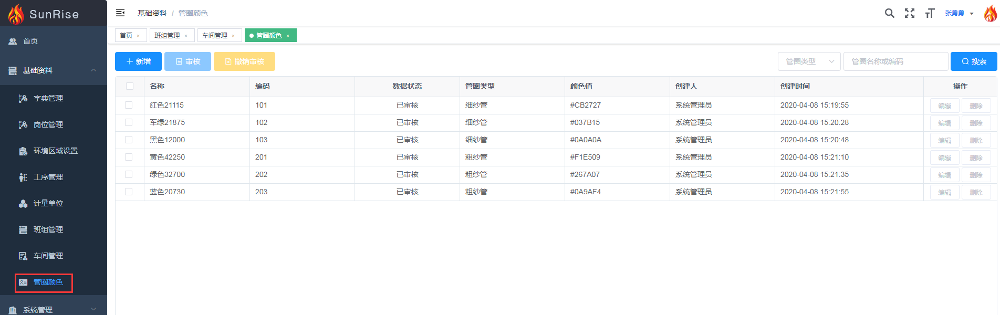 SunRise
基础资料 / 管圈颜色
张勇勇
首页 ×
班组管理 ×
车间管理 ×
管圈颜色 ×
首页
基础资料
字典管理
岗位管理
环境区域设置
工序管理
计量单位
班组管理
车间管理
管圈颜色
系统管理
新增 审核 撤销审核
管圈类型 管圈名称或编码 搜索
名称 编码 数据状态 管圈类型 颜色值 创建人 创建时间 操作
红色21115 101 已审核 细纱管 #CB2727 系统管理员 2020-04-08 15:19:55 编辑 删除
军绿21875 102 已审核 细纱管 #037B15 系统管理员 2020-04-08 15:20:28 编辑 删除
黑色12000 103 已审核 细纱管 #0A0A0A 系统管理员 2020-04-08 15:20:48 编辑 删除
黄色42250 201 已审核 粗纱管 #F1E509 系统管理员 2020-04-08 15:21:10 编辑 删除
绿色32700 202 已审核 粗纱管 #267A07 系统管理员 2020-04-08 15:21:35 编辑 删除
蓝色20730 203 已审核 粗纱管 #0A9AF4 系统管理员 2020-04-08 15:21:55 编辑 删除